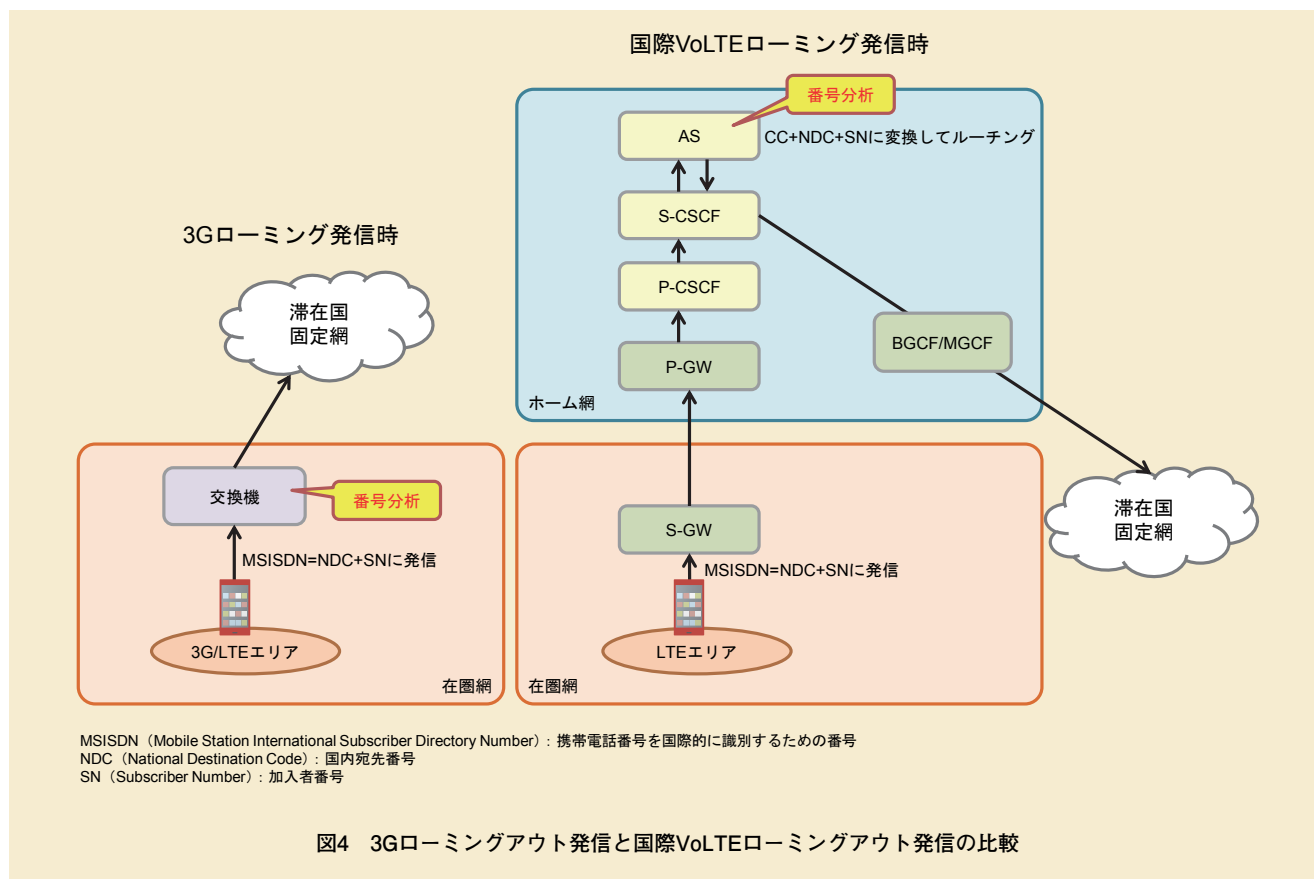 国際VoLTEローミング発信時
番号分析
AS
CC+NDC+SNに変換してルーチング
S-CSCF
P-CSCF
BGCF/MGCF
P-GW
ホーム網
3Gローミング発信時
滞在国
固定網
交換機
番号分析
MSISDN=NDC+SNに発信
3G/LTEエリア
在圏網
S-GW
MSISDN=NDC+SNに発信
LTEエリア
在圏網
滞在国
固定網
MSISDN（Mobile Station International Subscriber Directory Number）: 携帯電話番号を国際的に識別するための番号
NDC（National Destination Code）: 国内宛先番号
SN（Subscriber Number）: 加入者番号
図4　3Gローミングアウト発信と国際VoLTEローミングアウト発信の比較